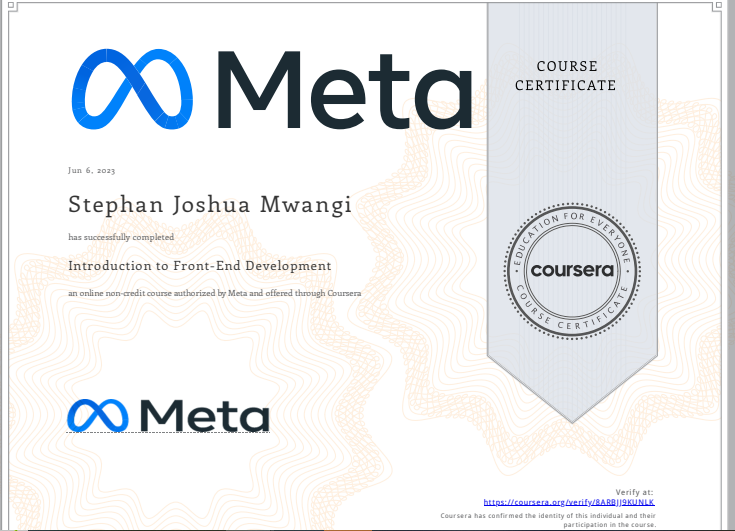 Meta
COURSE
CERTIFICATE
Jun 6, 2023
Stephan Joshua Mwangi
has successfully completed
Introduction to Front-End Development
an online non-credit course authorized by Meta and offered through Coursera
EDUCATION FOR EVERYONE
coursera
COURSE CERTIFICATE
Meta
Verify at:
https://coursera.org/verify/8ARBJJ9KUNLK
Coursera has confirmed the identity of this individual and their
participation in the course.